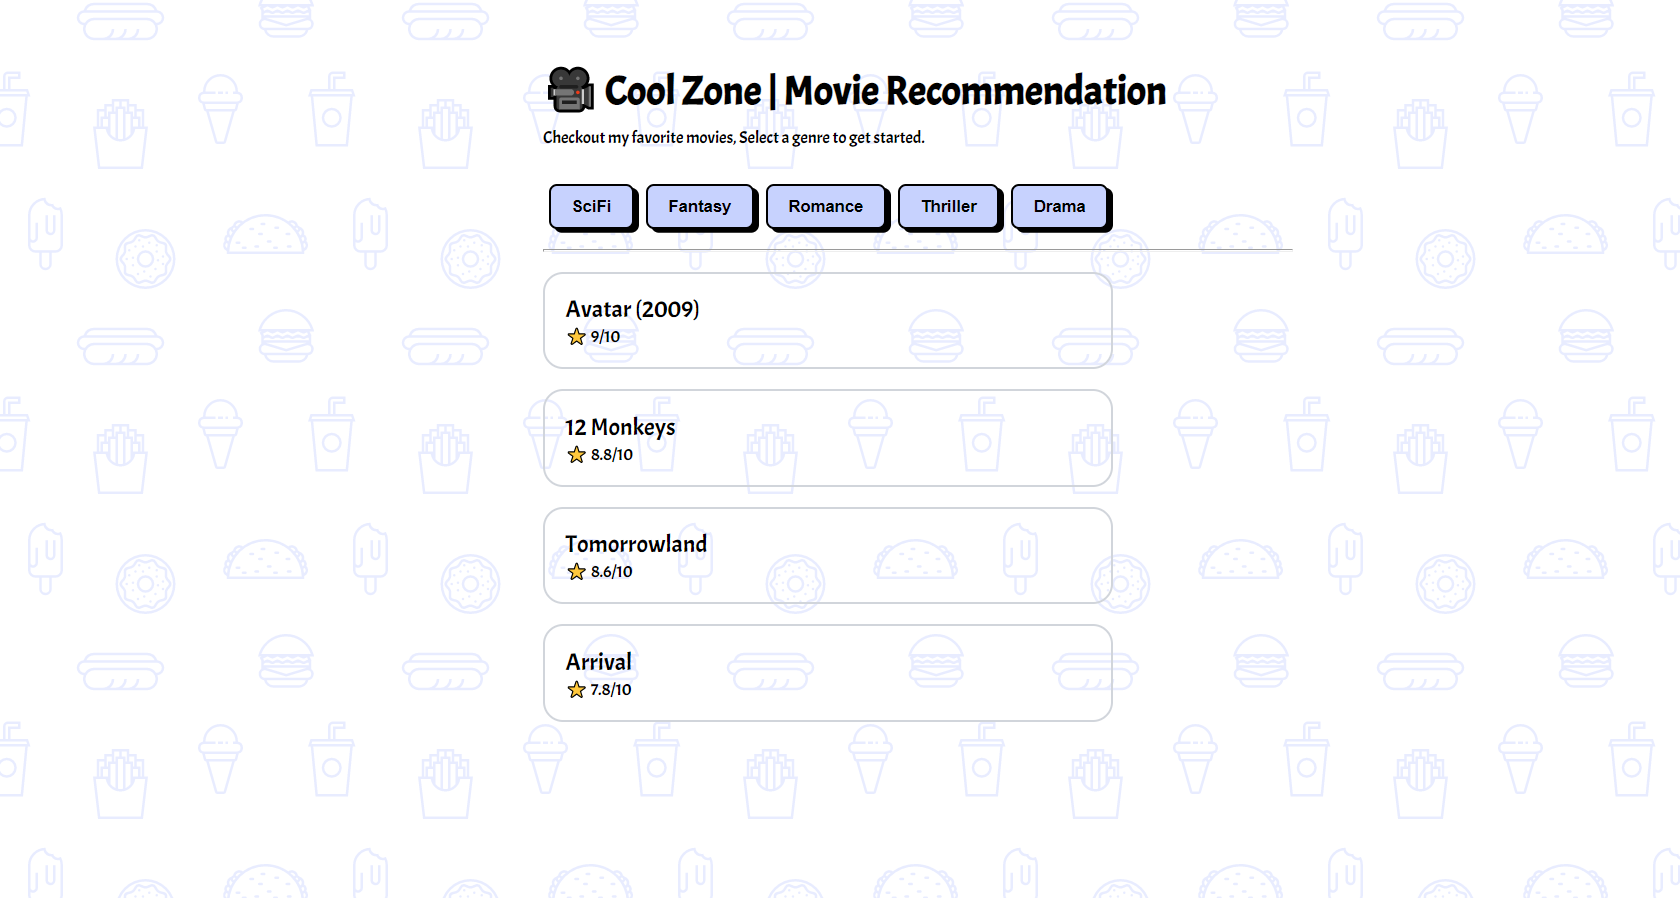 Cool Zone | Movie Recommendation
Checkout my favorite movies, Select a genre to get started.
SciFi Fantasy Romance Thriller Drama
Avatar (2009)
9/10
12 Monkeys
8.8/10
Tomorrowland
8.6/10
Arrival
7.8/10